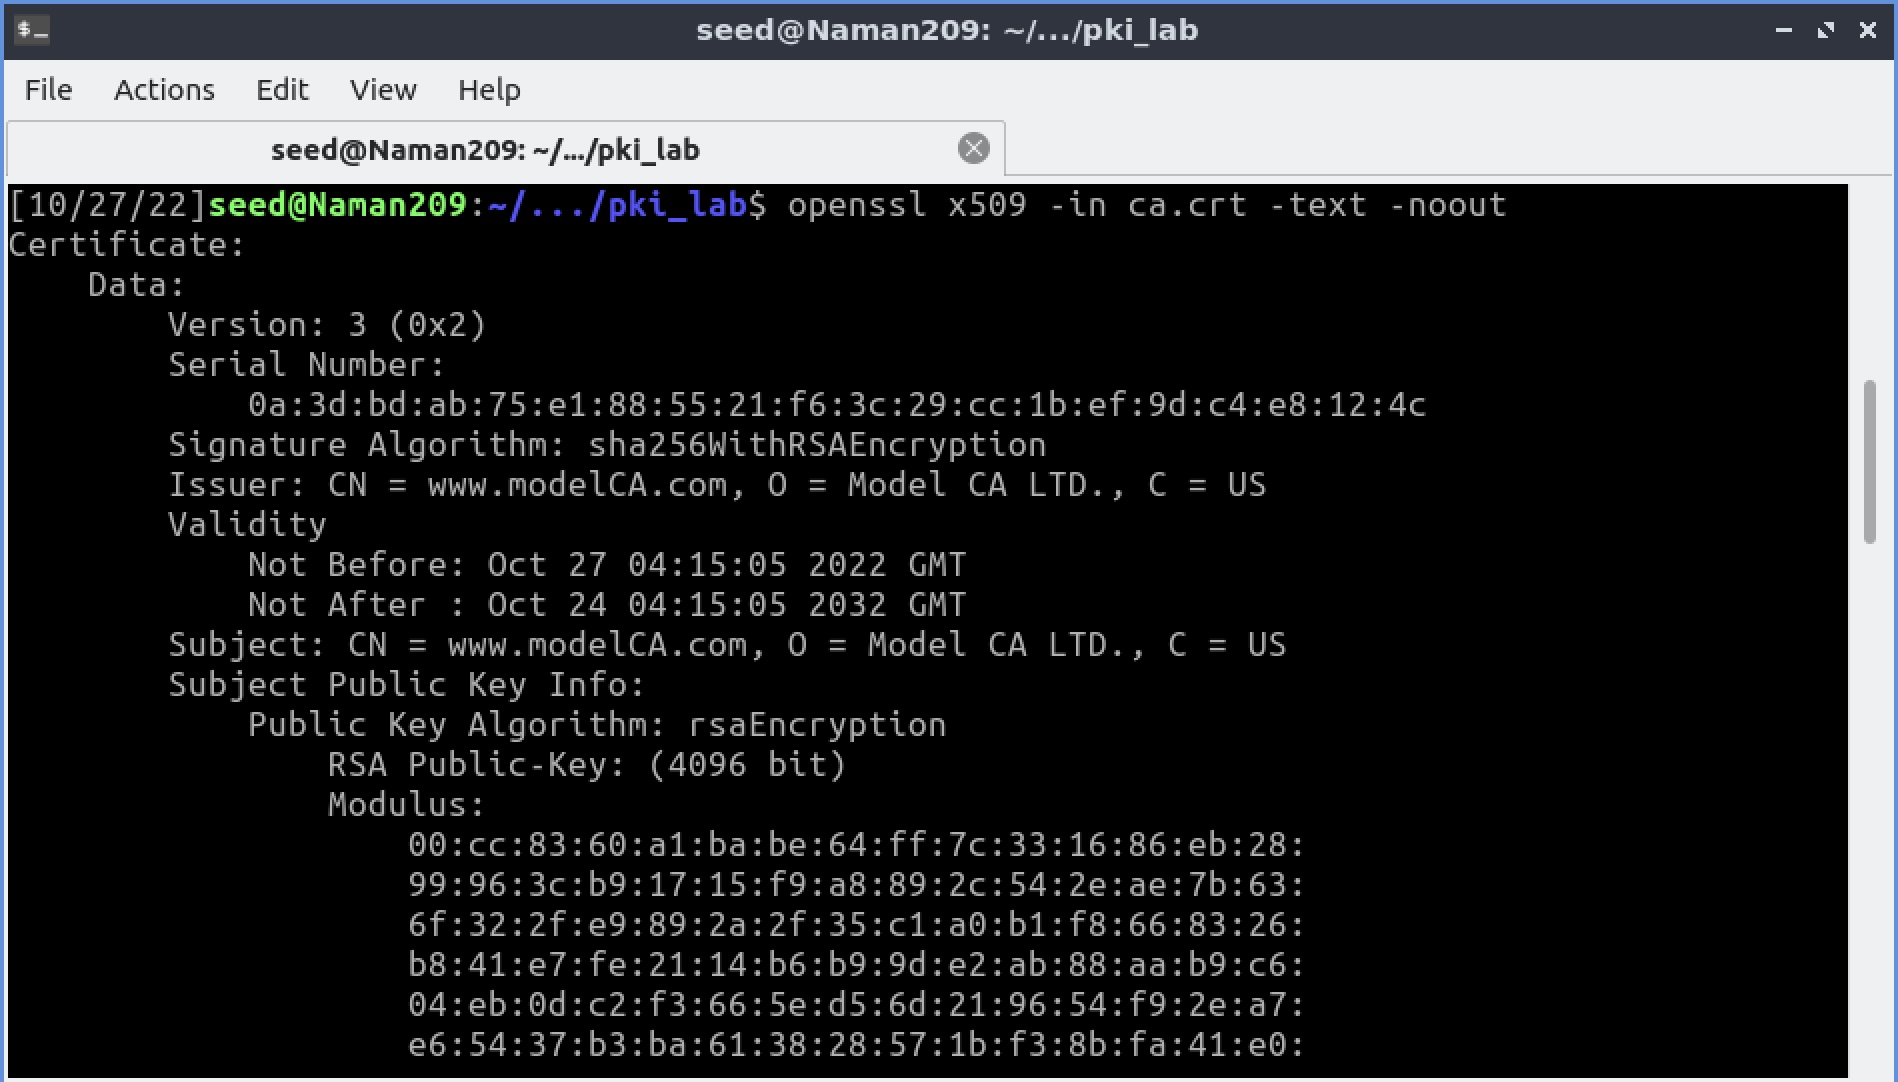 seed@Naman209: ~/.../pki_lab
File Actions Edit View Help
seed@Naman209: ~/.../pki_lab
[10/27/22]seed@Naman209:~/.../pki_lab$ openssl x509 -in ca.crt -text -noout
Certificate:
    Data:
        Version: 3 (0x2)
        Serial Number:
            0a:3d:bd:ab:75:e1:88:55:21:f6:3c:29:cc:1b:ef:9d:c4:e8:12:4c
        Signature Algorithm: sha256WithRSAEncryption
        Issuer: CN = www.modelCA.com, O = Model CA LTD., C = US
        Validity
            Not Before: Oct 27 04:15:05 2022 GMT
            Not After : Oct 24 04:15:05 2032 GMT
        Subject: CN = www.modelCA.com, O = Model CA LTD., C = US
        Subject Public Key Info:
            Public Key Algorithm: rsaEncryption
                RSA Public-Key: (4096 bit)
                Modulus:
                    00:cc:83:60:a1:ba:be:64:ff:7c:33:16:86:eb:28:
                    99:96:3c:b9:17:15:f9:a8:89:2c:54:2e:ae:7b:63:
                    6f:32:2f:e9:89:2a:2f:35:c1:a0:b1:f8:66:83:26:
                    b8:41:e7:fe:21:14:b6:b9:9d:e2:ab:88:aa:b9:c6:
                    04:eb:0d:c2:f3:66:5e:d5:6d:21:96:54:f9:2e:a7:
                    e6:54:37:b3:ba:61:38:28:57:1b:f3:8b:fa:41:e0: